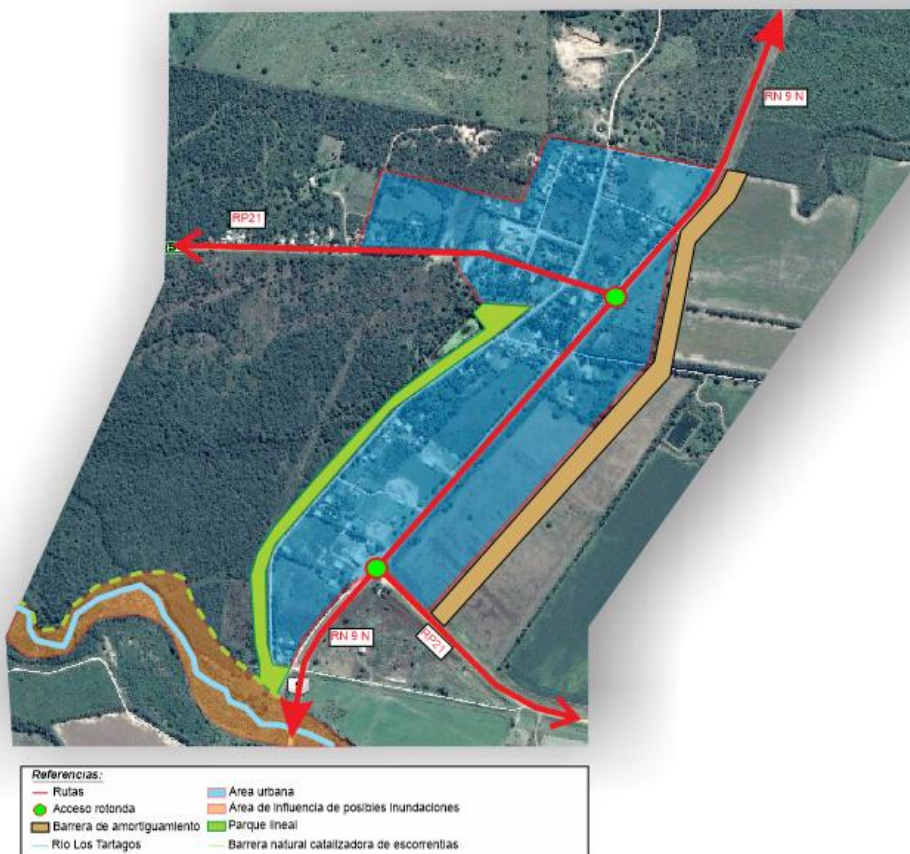 RN 9 N
RP21
RN 9 N
RP21
Referencias:
Rutas
Acceso rotonda
Barrera de amortiguamiento
Rio Los Tartagos
Area urbana
Área de influencia de posibles inundaciones
Parque lineal
Barrera natural catalizadora de escorrentias